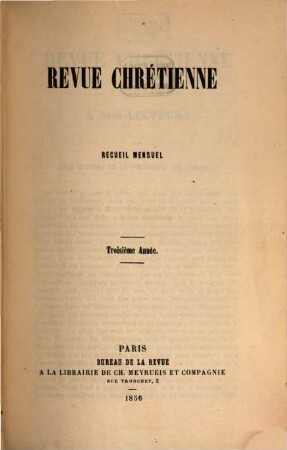 REVUE CHRÉTIENNE
RECUEIL MENSUEL
Troisième Année.
PARIS
BUREAU DE LA REVUE
A LA LIBRAIRIE DE CH. MEYRUEIS ET COMPAGNIE
RUE TRONCHET, 2
1856